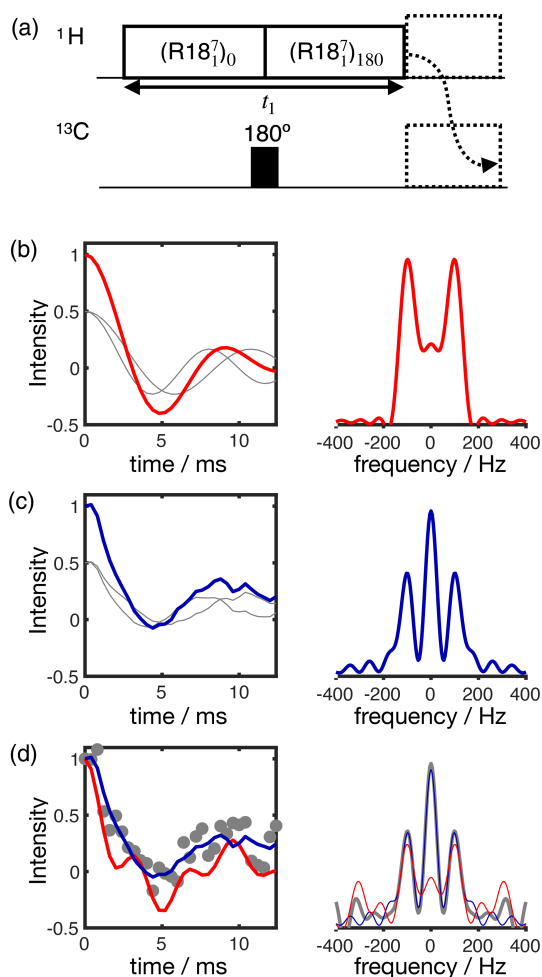 (a)
¹H
(R18₁⁷)₀ (R18₁⁷)₁₈₀
t₁
¹³C
180º
(b)
1
0.5
0
-0.5
Intensity
0 5 10
time / ms
-400 -200 0 200 400
frequency / Hz
(c)
1
0.5
0
-0.5
Intensity
0 5 10
time / ms
-400 -200 0 200 400
frequency / Hz
(d)
1
0.5
0
-0.5
Intensity
0 5 10
time / ms
-400 -200 0 200 400
frequency / Hz